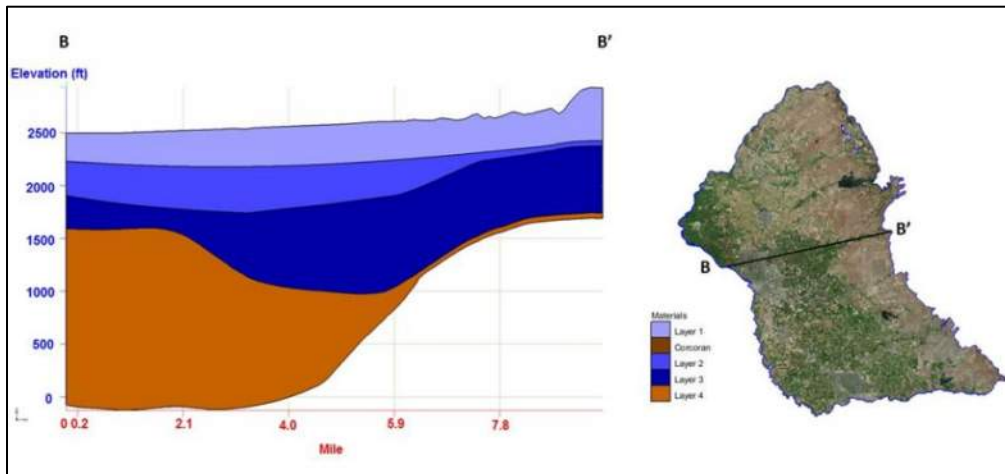 B B′
Elevation (ft)
2500
2000
1500
1000
500
0
0 0.2 2.1 4.0 5.9 7.8
Mile
B B′
Materials
Layer 1
Corcoran
Layer 2
Layer 3
Layer 4